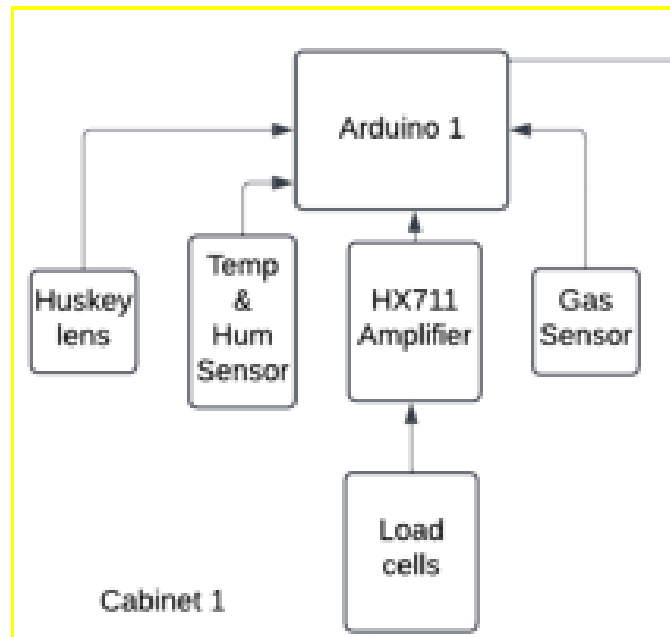 Arduino 1
Huskey
lens
Temp
&
Hum
Sensor
HX711
Amplifier
Gas
Sensor
Load
cells
Cabinet 1